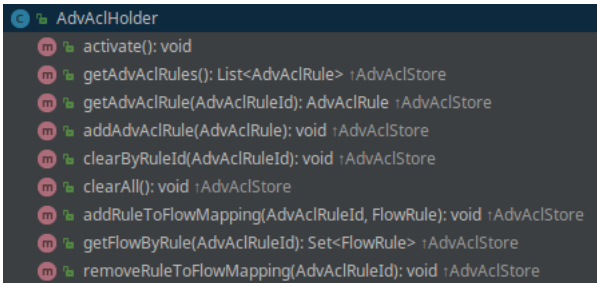 AdvAclHolder
activate(): void
getAdvAclRules(): List<AdvAclRule> ↑AdvAclStore
getAdvAclRule(AdvAclRuleId): AdvAclRule ↑AdvAclStore
addAdvAclRule(AdvAclRule): void ↑AdvAclStore
clearByRuleId(AdvAclRuleId): void ↑AdvAclStore
clearAll(): void ↑AdvAclStore
addRuleToFlowMapping(AdvAclRuleId, FlowRule): void ↑AdvAclStore
getFlowByRule(AdvAclRuleId): Set<FlowRule> ↑AdvAclStore
removeRuleToFlowMapping(AdvAclRuleId): void ↑AdvAclStore